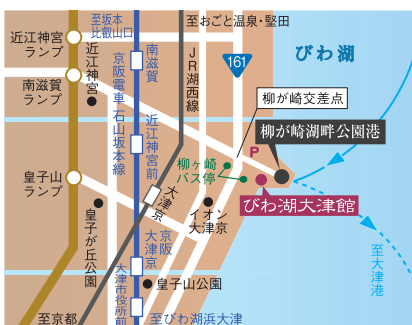 至坂本
比叡山口
至おごと温泉・堅田
近江神宮
ランプ
近江神宮
南滋賀
JR湖西線
161
びわ湖
南滋賀
ランプ
京阪電車 石山坂本線
近江神宮前
柳が崎交差点
P
柳が崎湖畔公園港
柳ヶ崎
バス停
皇子山
ランプ
大津京
びわ湖大津館
皇子が丘公園
イオン
大津京
京阪
大津京
至大津港
皇子山公園
大津市役所前
至京都
至びわ湖浜大津